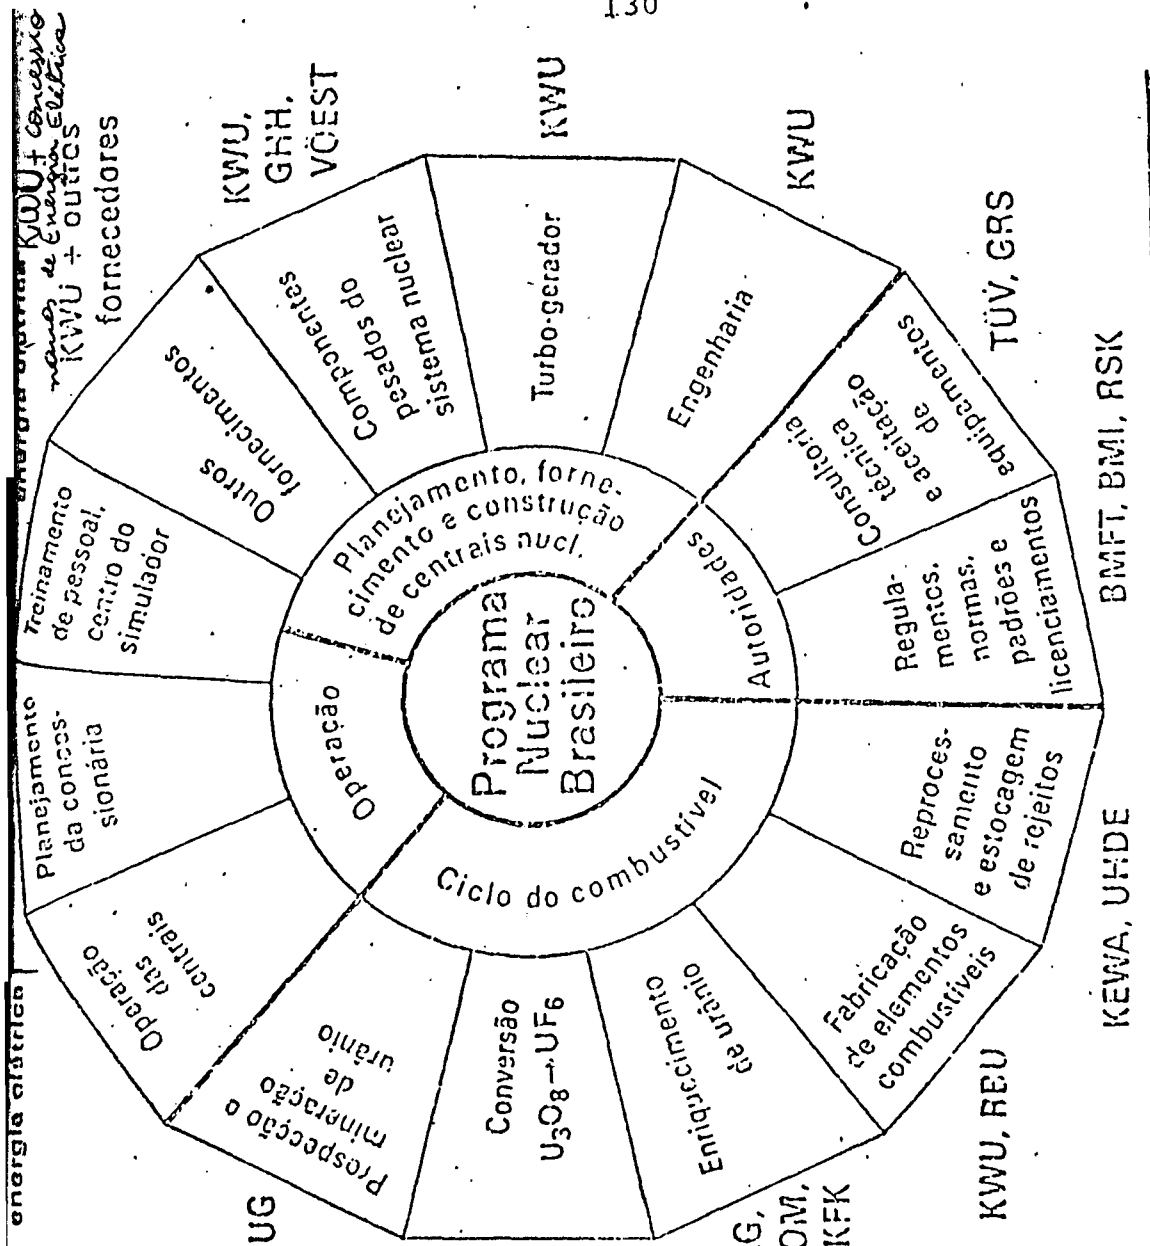 130
KWU + concessio
de Energia Elétrica
KWU + outros
fornecedores
KWU,
GHH,
VÖEST
KWU
KWU
TÜV, GRS
BMFT, BMI, RSK
KEWA, UHDE
KWU, RBU
KFK
UG
energia elétrica
Programa
Nuclear
Brasileiro
Planejamento, forne-
cimento e construção
de centrais nucl.
Autoridades
Ciclo do combustível
Operação
Treinamento
de pessoal,
centro do
simulador
Outros
fornecimentos
Componentes
pesados do
sistema nuclear
Turbo-gerador
Engenharia
Consultoria
técnica
e aceitação
de
equipamentos
Regula-
mentos,
normas,
padrões e
licenciamentos
Reproces-
samento
e estocagem
de rejeitos
Fabricação
de elementos
combustíveis
Enriquecimento
de urânio
Conversão
U₃O₈→UF₆
Prospecção e
mineração
de
urânio
Operação
das
centrais
Planejamento
da conces-
sionária